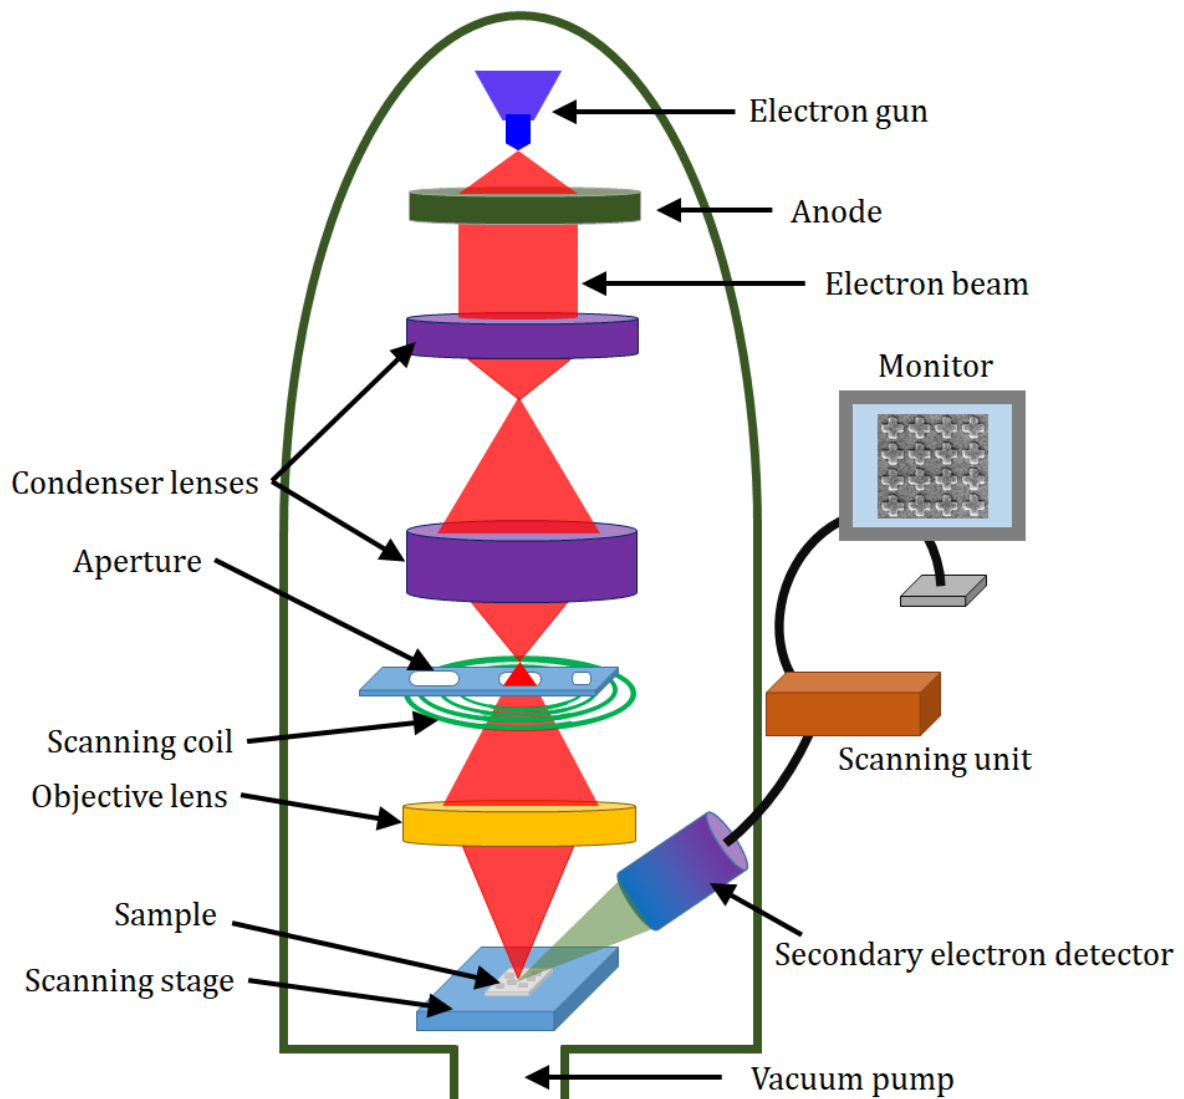 Electron gun
Anode
Electron beam
Monitor
Condenser lenses
Aperture
Scanning coil
Scanning unit
Objective lens
Sample
Secondary electron detector
Scanning stage
Vacuum pump